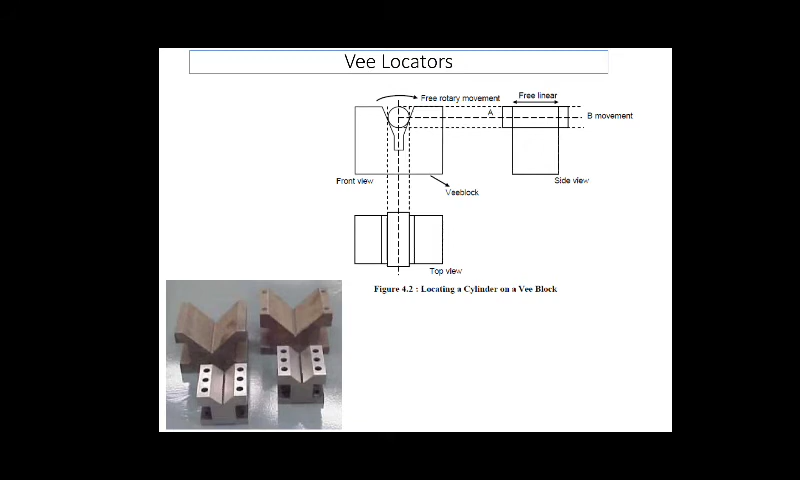 Vee Locators
Free rotary movement
Free linear
A
B movement
Front view
Side view
Veeblock
Top view
Figure 4.2 : Locating a Cylinder on a Vee Block